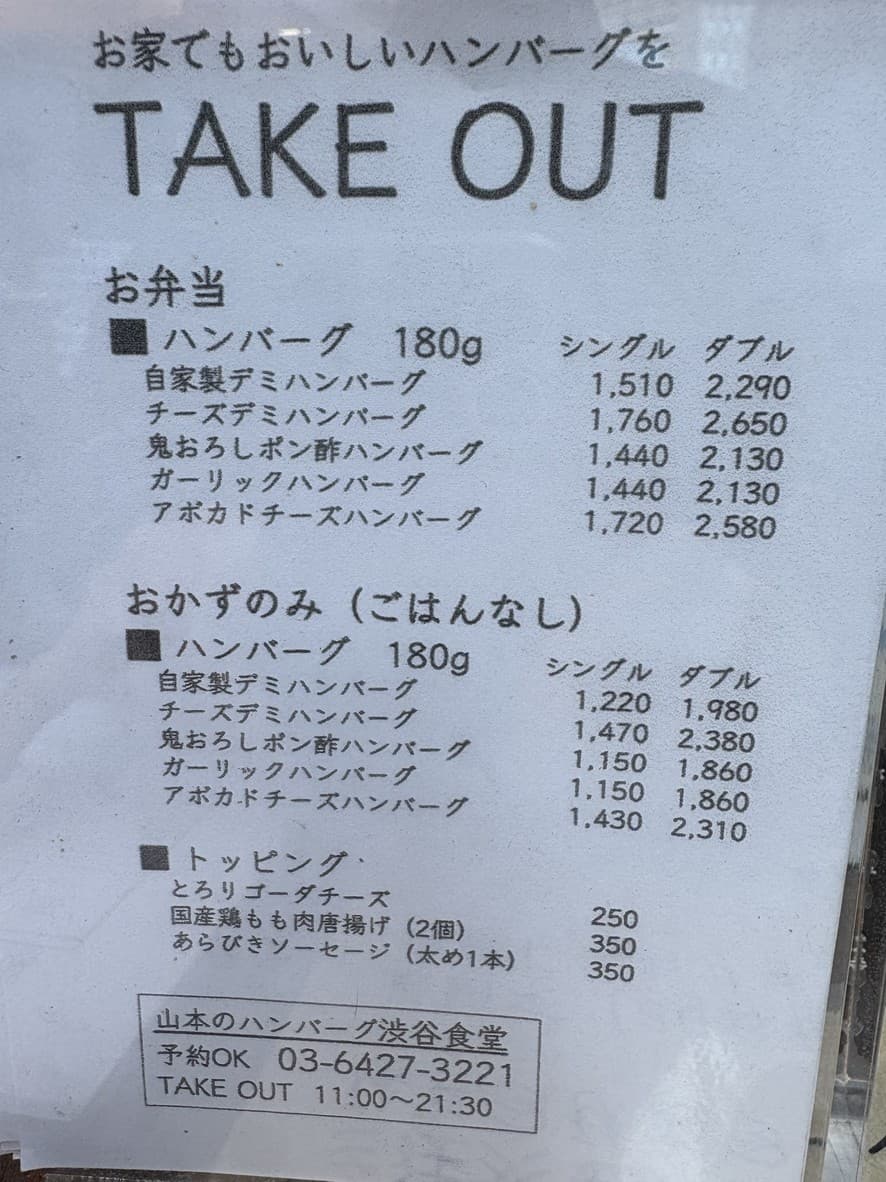 お家でもおいしいハンバーグを
TAKE OUT
お弁当
■ ハンバーグ 180g シングル ダブル
自家製デミハンバーグ 1,510 2,290
チーズデミハンバーグ 1,760 2,650
鬼おろしポン酢ハンバーグ 1,440 2,130
ガーリックハンバーグ 1,440 2,130
アボカドチーズハンバーグ 1,720 2,580
おかずのみ（ごはんなし）
■ ハンバーグ 180g シングル ダブル
自家製デミハンバーグ 1,220 1,980
チーズデミハンバーグ 1,470 2,380
鬼おろしポン酢ハンバーグ 1,150 1,860
ガーリックハンバーグ 1,150 1,860
アボカドチーズハンバーグ 1,430 2,310
■ トッピング
とろりゴーダチーズ 250
国産鶏もも肉唐揚げ（2個） 350
あらびきソーセージ（太め1本） 350
山本のハンバーグ渋谷食堂
予約OK 03-6427-3221
TAKE OUT 11:00～21:30